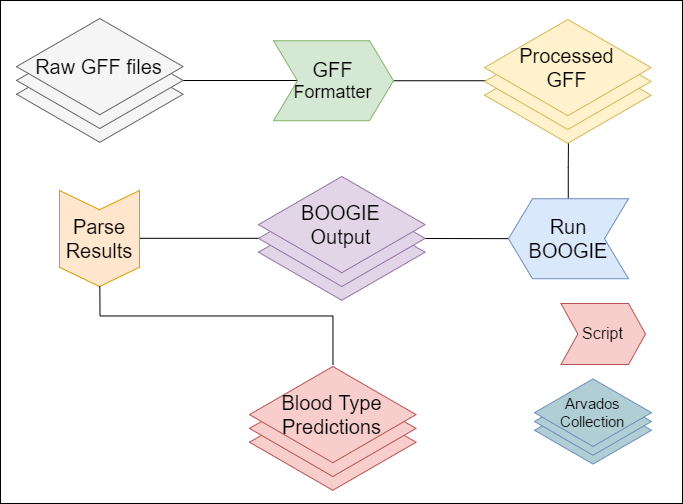 Raw GFF files
GFF
Formatter
Processed
GFF
Parse
Results
BOOGIE
Output
Run
BOOGIE
Script
Blood Type
Predictions
Arvados
Collection